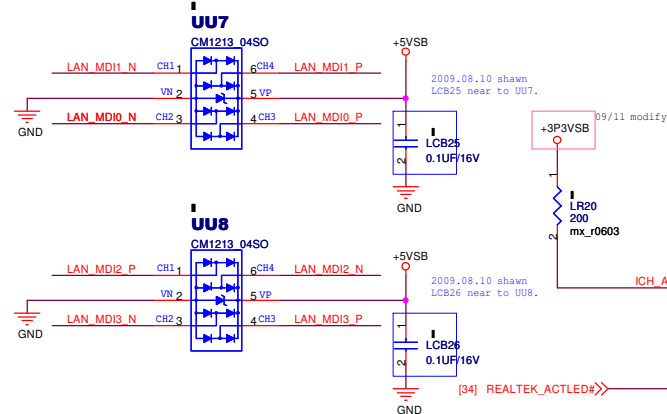 UU7
CM1213_04SO
+5VSB
LAN_MDI1_N CH1 1 6 CH4 LAN_MDI1_P
2009.08.10 shawn
LCB25 near to UU7.
VN 2 5 VP
LAN_MDI0_N CH2 3 4 CH3 LAN_MDI0_P
GND
1
LCB25
2
0.1UF/16V
GND
09/11 modify
+3P3VSB
1
LR20
200
2
mx_r0603
ICH_A
UU8
CM1213_04SO
+5VSB
LAN_MDI2_P CH1 1 6 CH4 LAN_MDI2_N
2009.08.10 shawn
LCB26 near to UU8.
VN 2 5 VP
LAN_MDI3_N CH2 3 4 CH3 LAN_MDI3_P
GND
1
LCB26
2
0.1UF/16V
GND
[34] REALTEK_ACTLED#